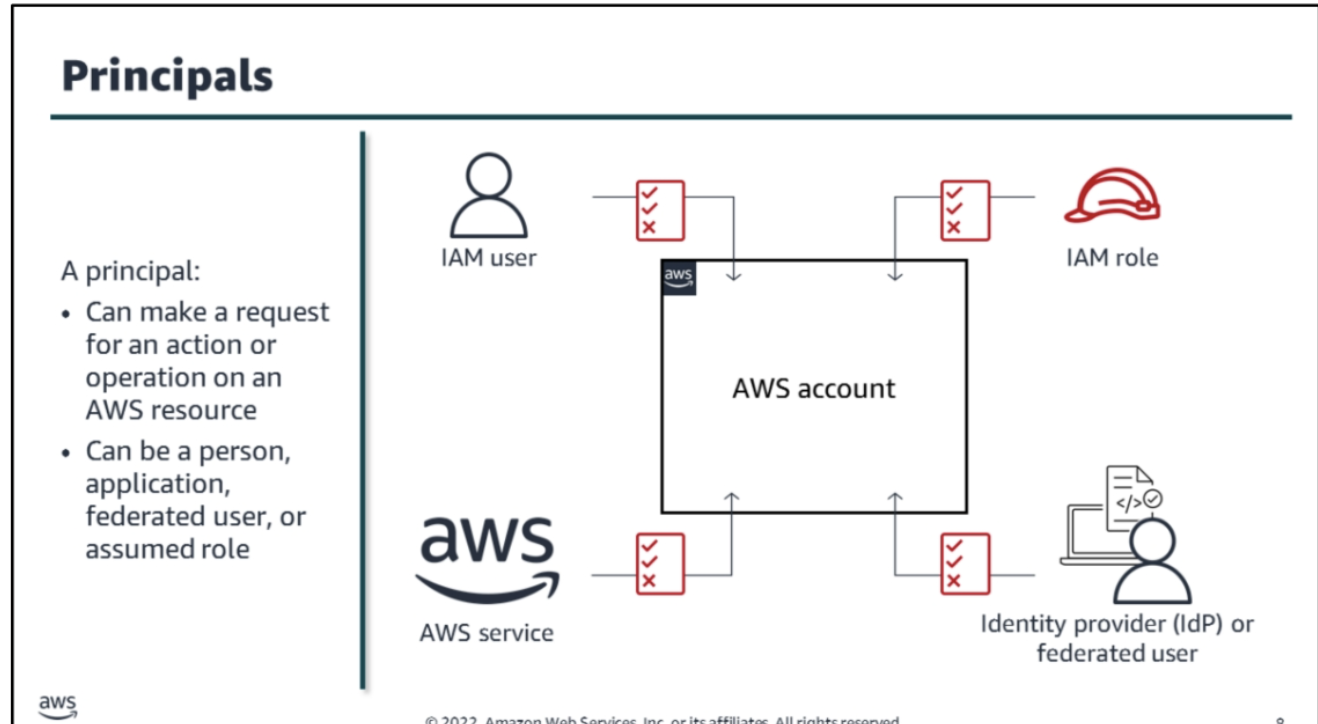 Principals
A principal:
• Can make a request
for an action or
operation on an
AWS resource
• Can be a person,
application,
federated user, or
assumed role
IAM user
IAM role
aws
AWS account
aws
AWS service
</>
Identity provider (IdP) or
federated user
aws
© 2022, Amazon Web Services, Inc. or its affiliates. All rights reserved.
8